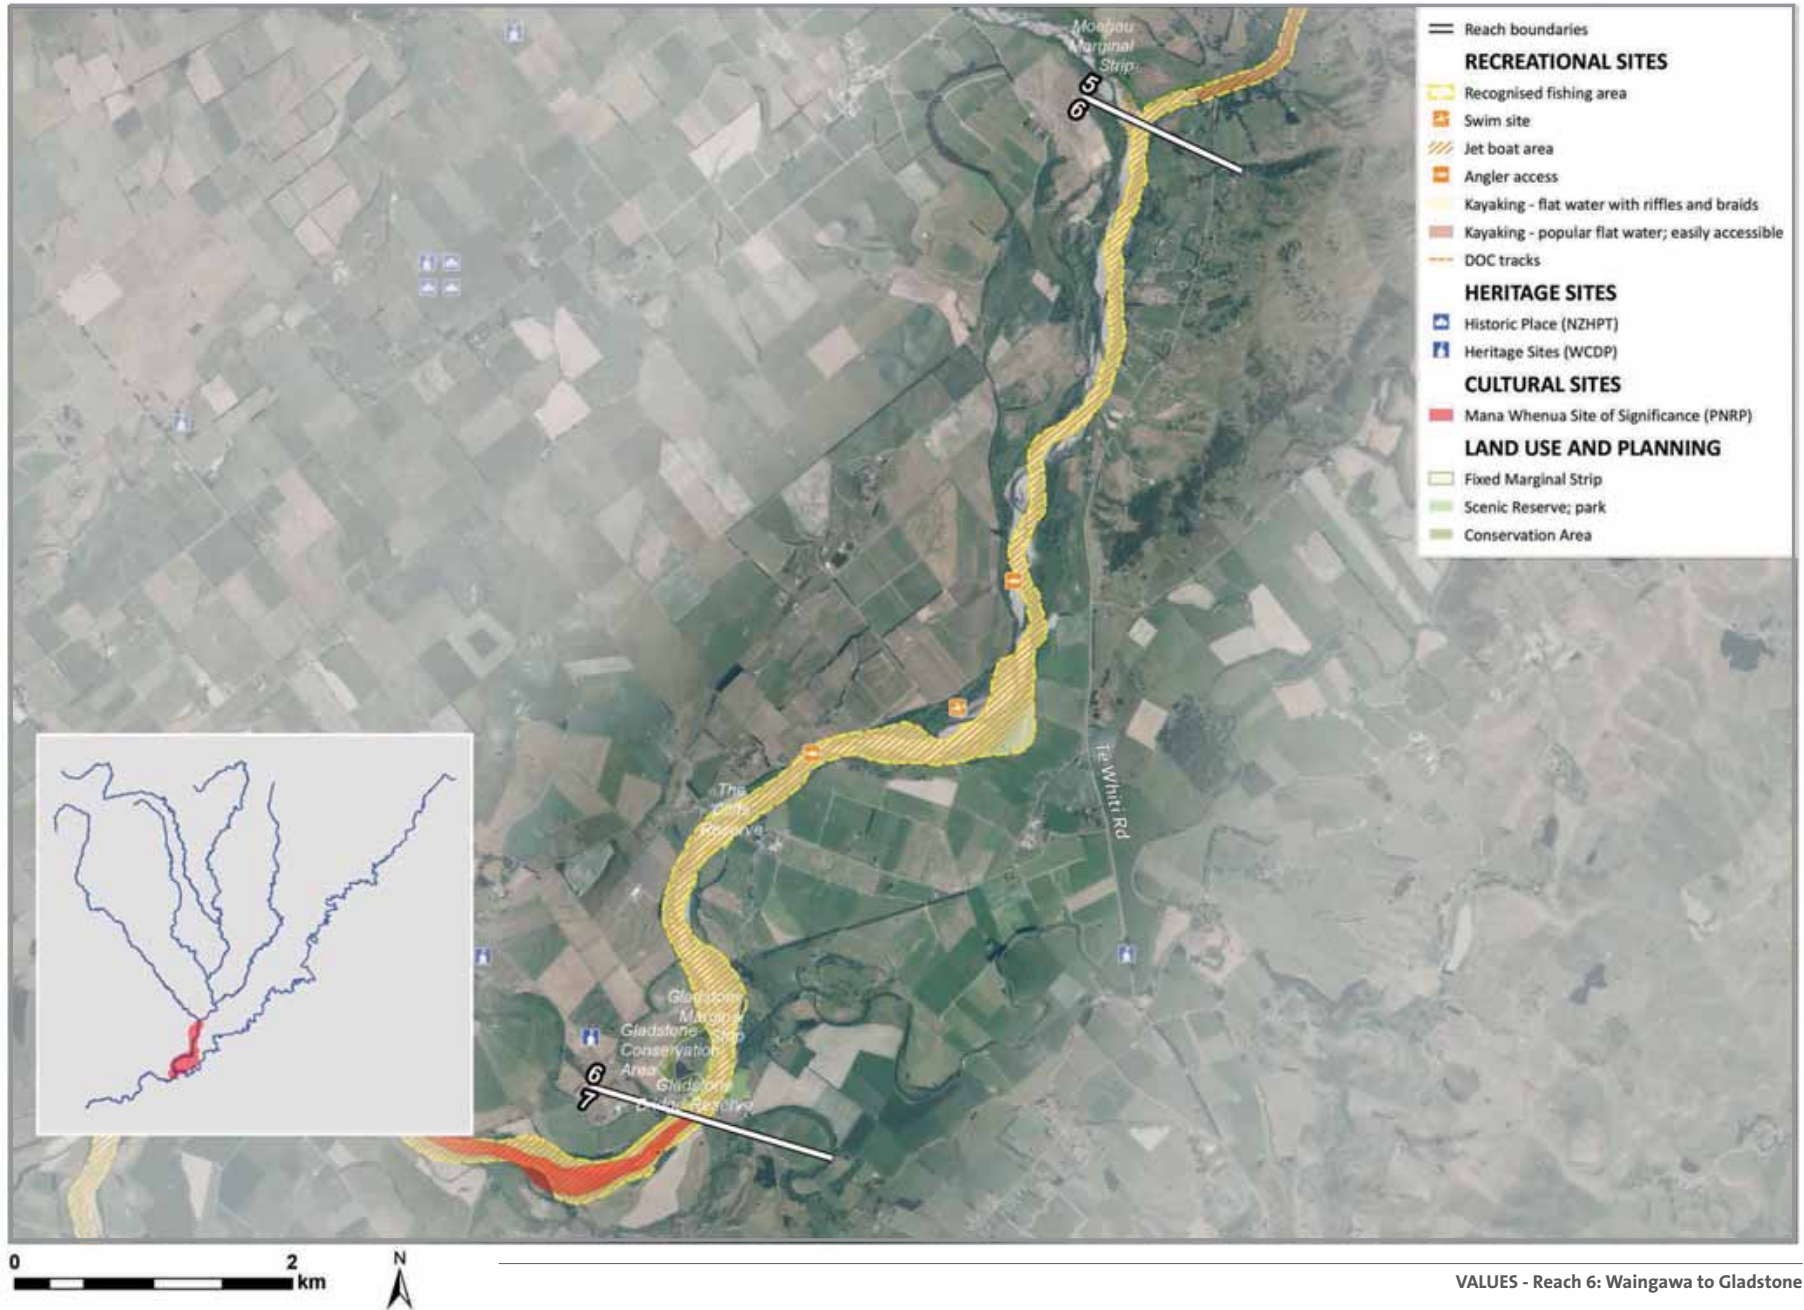 Moehau
Marginal
Strip
5
6
Te Whiti Rd
The
Cliffs
Reserve
Gladstone
Marginal
Strip
Gladstone
Conservation
Area
Gladstone
Bridge Reserve
6
7
Reach boundaries
RECREATIONAL SITES
Recognised fishing area
Swim site
Jet boat area
Angler access
Kayaking - flat water with riffles and braids
Kayaking - popular flat water; easily accessible
DOC tracks
HERITAGE SITES
Historic Place (NZHPT)
Heritage Sites (WCDP)
CULTURAL SITES
Mana Whenua Site of Significance (PNRP)
LAND USE AND PLANNING
Fixed Marginal Strip
Scenic Reserve; park
Conservation Area
0 2
km
N
VALUES - Reach 6: Waingawa to Gladstone